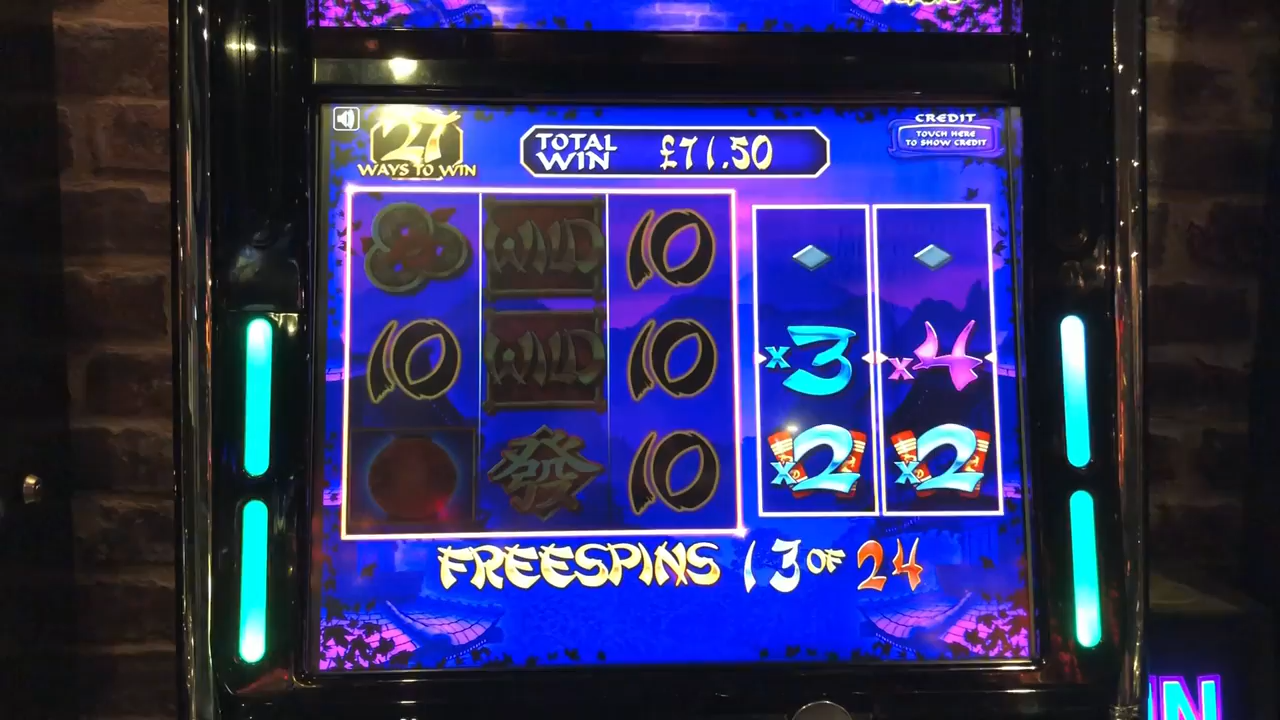 27
WAYS TO WIN
TOTAL WIN £71.50
CREDIT
TOUCH HERE
TO SHOW CREDIT
WILD 10
10 WILD 10 x3 x4
發 10 x2 x2
FREESPINS 13 OF 24
IN